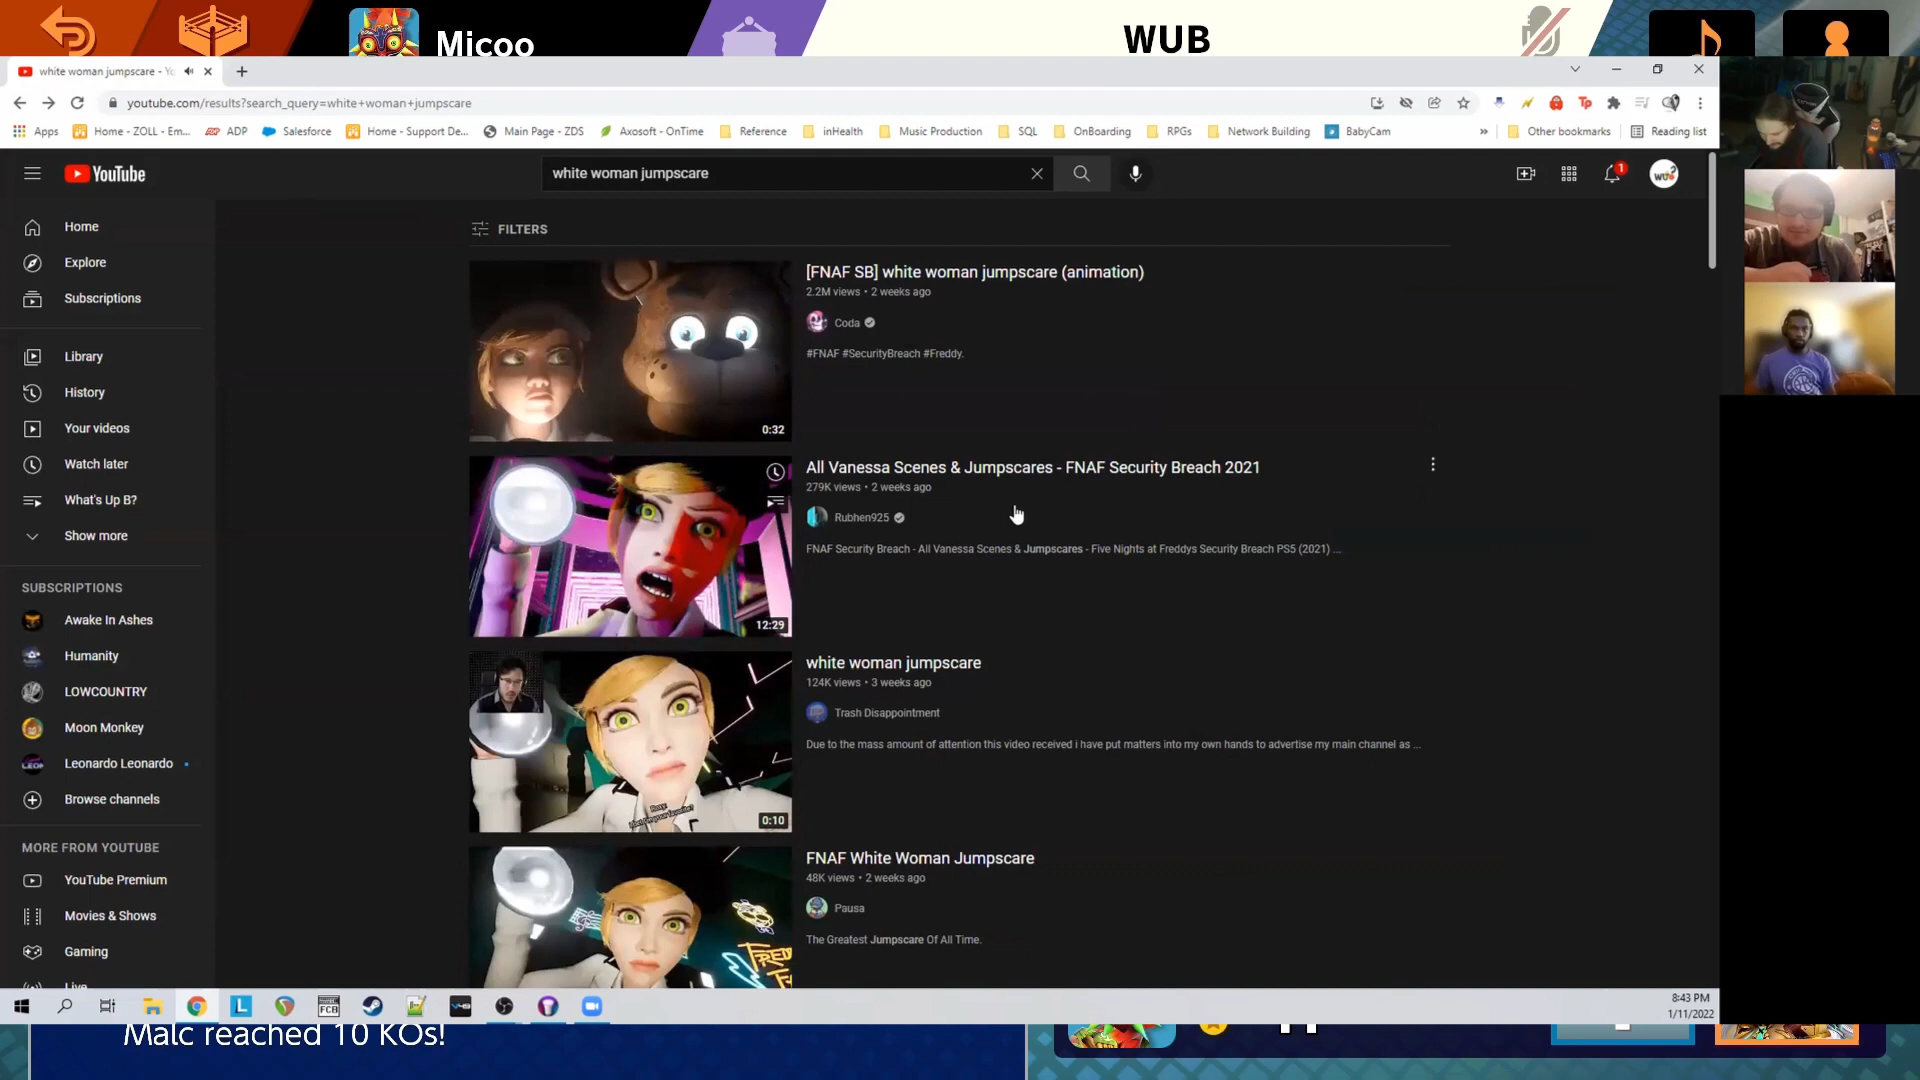 Micoo
WUB
white woman jumpscare - Yo
youtube.com/results?search_query=white+woman+jumpscare
Apps
Home - ZOLL - Em...
ADP
Salesforce
Home - Support De...
Main Page - ZDS
Axosoft - OnTime
Reference
inHealth
Music Production
SQL
OnBoarding
RPGs
Network Building
BabyCam
»
Other bookmarks
Reading list
YouTube
white woman jumpscare
1
Home
Explore
Subscriptions
Library
History
Your videos
Watch later
What's Up B?
Show more
SUBSCRIPTIONS
Awake In Ashes
Humanity
LOWCOUNTRY
Moon Monkey
Leonardo Leonardo
Browse channels
MORE FROM YOUTUBE
YouTube Premium
Movies & Shows
Gaming
Live
FILTERS
[FNAF SB] white woman jumpscare (animation)
2.2M views • 2 weeks ago
Coda
#FNAF #SecurityBreach #Freddy.
0:32
All Vanessa Scenes & Jumpscares - FNAF Security Breach 2021
279K views • 2 weeks ago
Rubhen925
FNAF Security Breach - All Vanessa Scenes & Jumpscares - Five Nights at Freddys Security Breach PS5 (2021) ...
12:29
white woman jumpscare
124K views • 3 weeks ago
Trash Disappointment
Due to the mass amount of attention this video received i have put matters into my own hands to advertise my main channel as ...
0:10
FNAF White Woman Jumpscare
48K views • 2 weeks ago
Pausa
The Greatest Jumpscare Of All Time.
8:43 PM
1/11/2022
Malc reached 10 KOs!